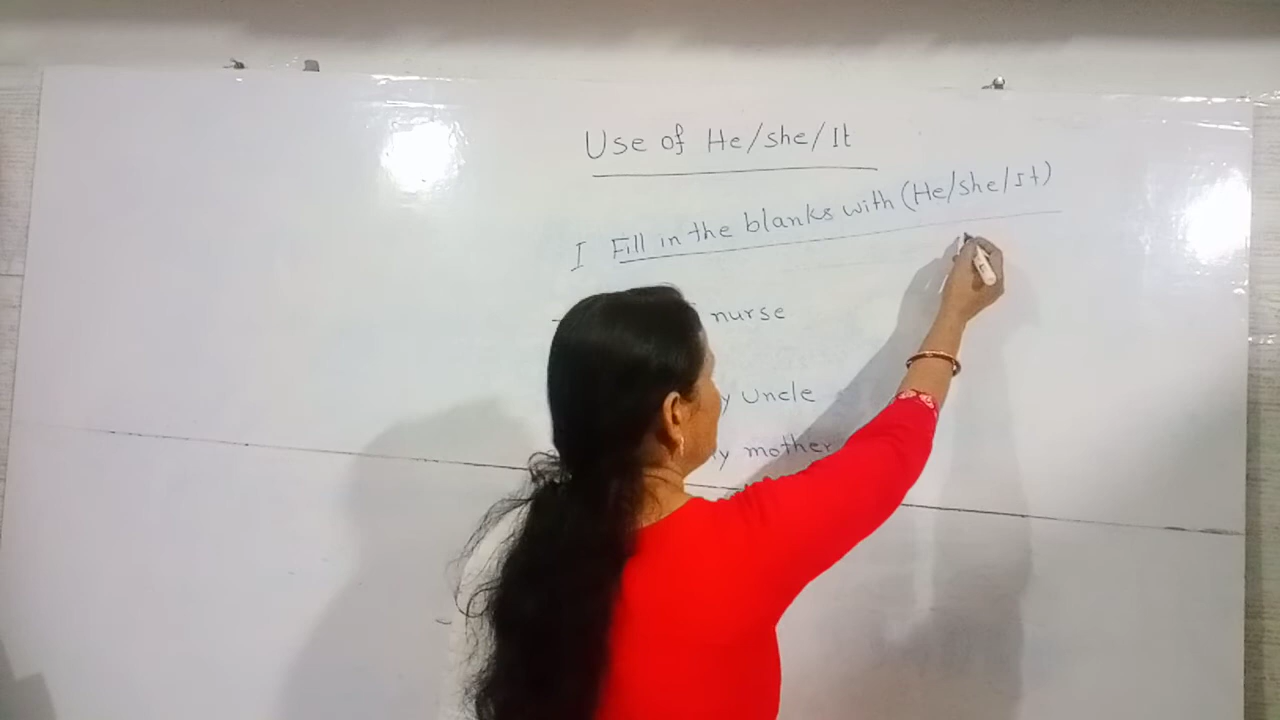 Use of He/she/It
I Fill in the blanks with (He/she/It)
nurse
y Uncle
y mother